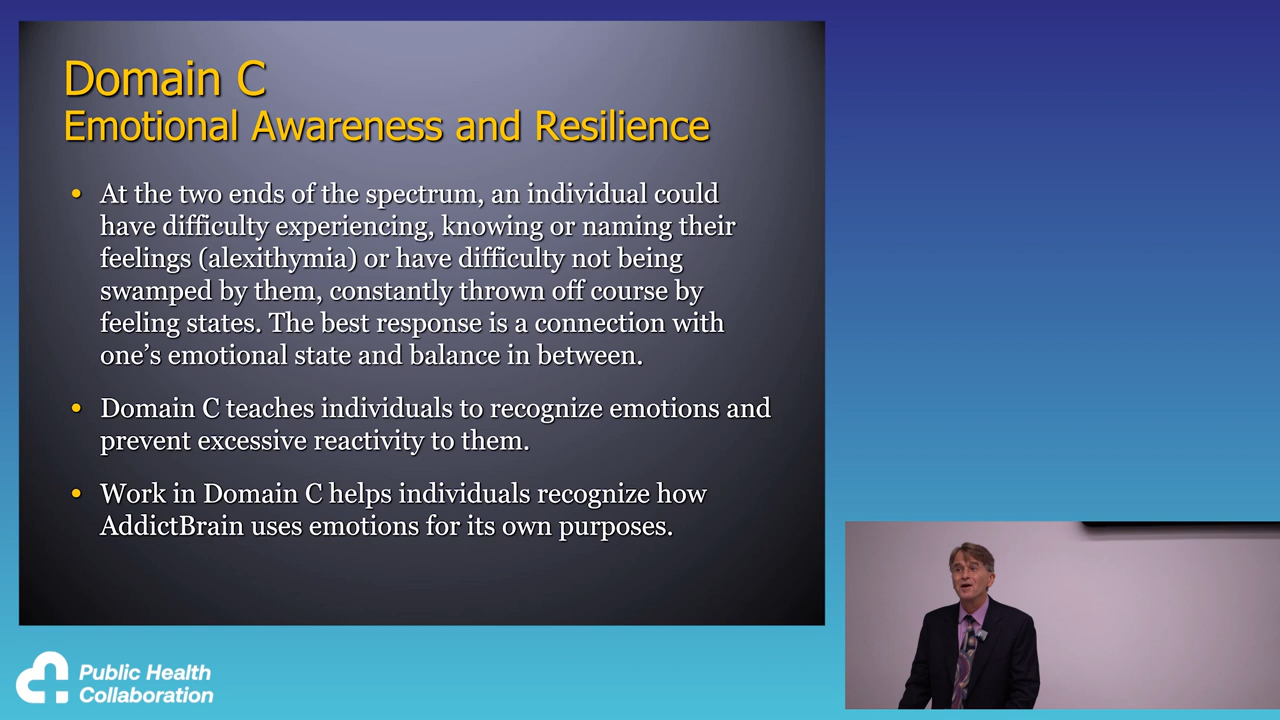 Domain C
Emotional Awareness and Resilience
• At the two ends of the spectrum, an individual could
have difficulty experiencing, knowing or naming their
feelings (alexithymia) or have difficulty not being
swamped by them, constantly thrown off course by
feeling states. The best response is a connection with
one’s emotional state and balance in between.
• Domain C teaches individuals to recognize emotions and
prevent excessive reactivity to them.
• Work in Domain C helps individuals recognize how
AddictBrain uses emotions for its own purposes.
Public Health
Collaboration